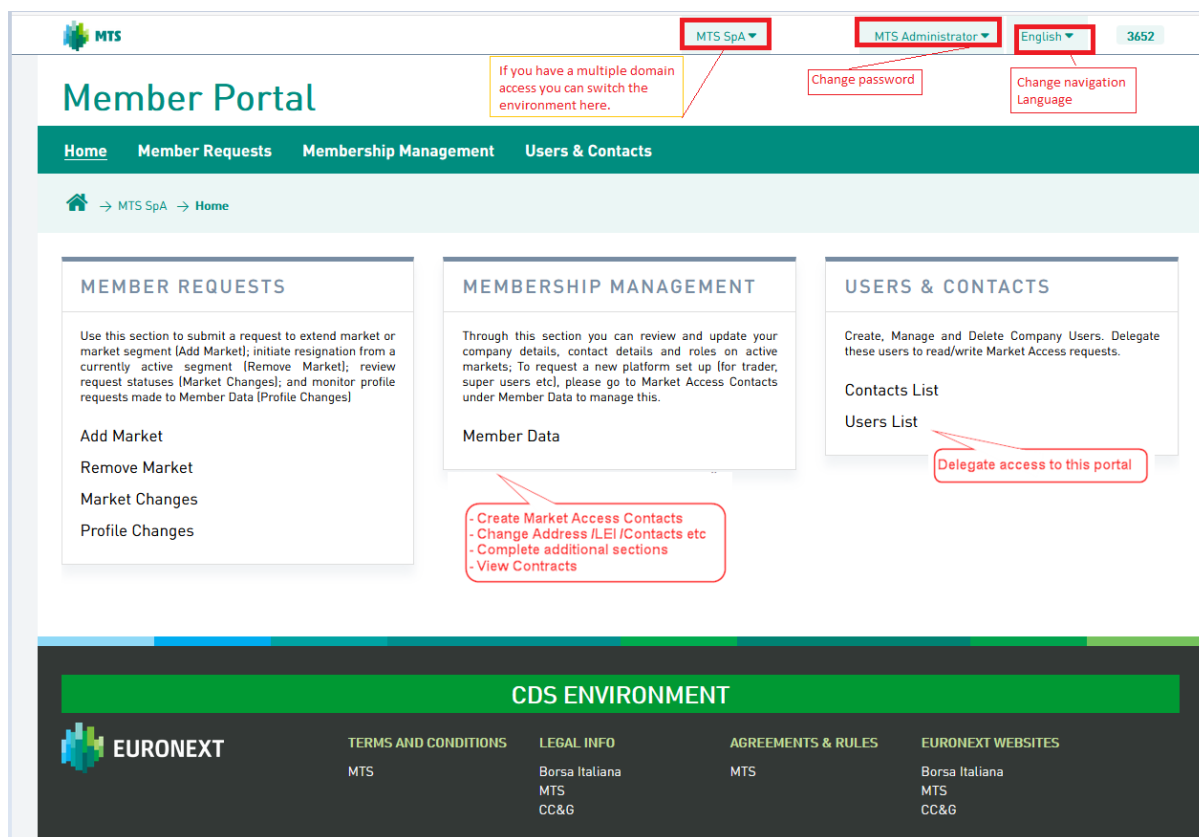 MTS
MTS SpA
MTS Administrator
English
3652
If you have a multiple domain
access you can switch the
environment here.
Change password
Change navigation
Language
Member Portal
Home
Member Requests
Membership Management
Users & Contacts
→ MTS SpA → Home
MEMBER REQUESTS
Use this section to submit a request to extend market or
market segment (Add Market); initiate resignation from a
currently active segment (Remove Market); review
request statuses (Market Changes); and monitor profile
requests made to Member Data (Profile Changes)
Add Market
Remove Market
Market Changes
Profile Changes
MEMBERSHIP MANAGEMENT
Through this section you can review and update your
company details, contact details and roles on active
markets; To request a new platform set up (for trader,
super users etc), please go to Market Access Contacts
under Member Data to manage this.
Member Data
- Create Market Access Contacts
- Change Address /LEI /Contacts etc
- Complete additional sections
- View Contracts
USERS & CONTACTS
Create, Manage and Delete Company Users. Delegate
these users to read/write Market Access requests.
Contacts List
Users List
Delegate access to this portal
CDS ENVIRONMENT
EURONEXT
TERMS AND CONDITIONS
MTS
LEGAL INFO
Borsa Italiana
MTS
CC&G
AGREEMENTS & RULES
MTS
EURONEXT WEBSITES
Borsa Italiana
MTS
CC&G